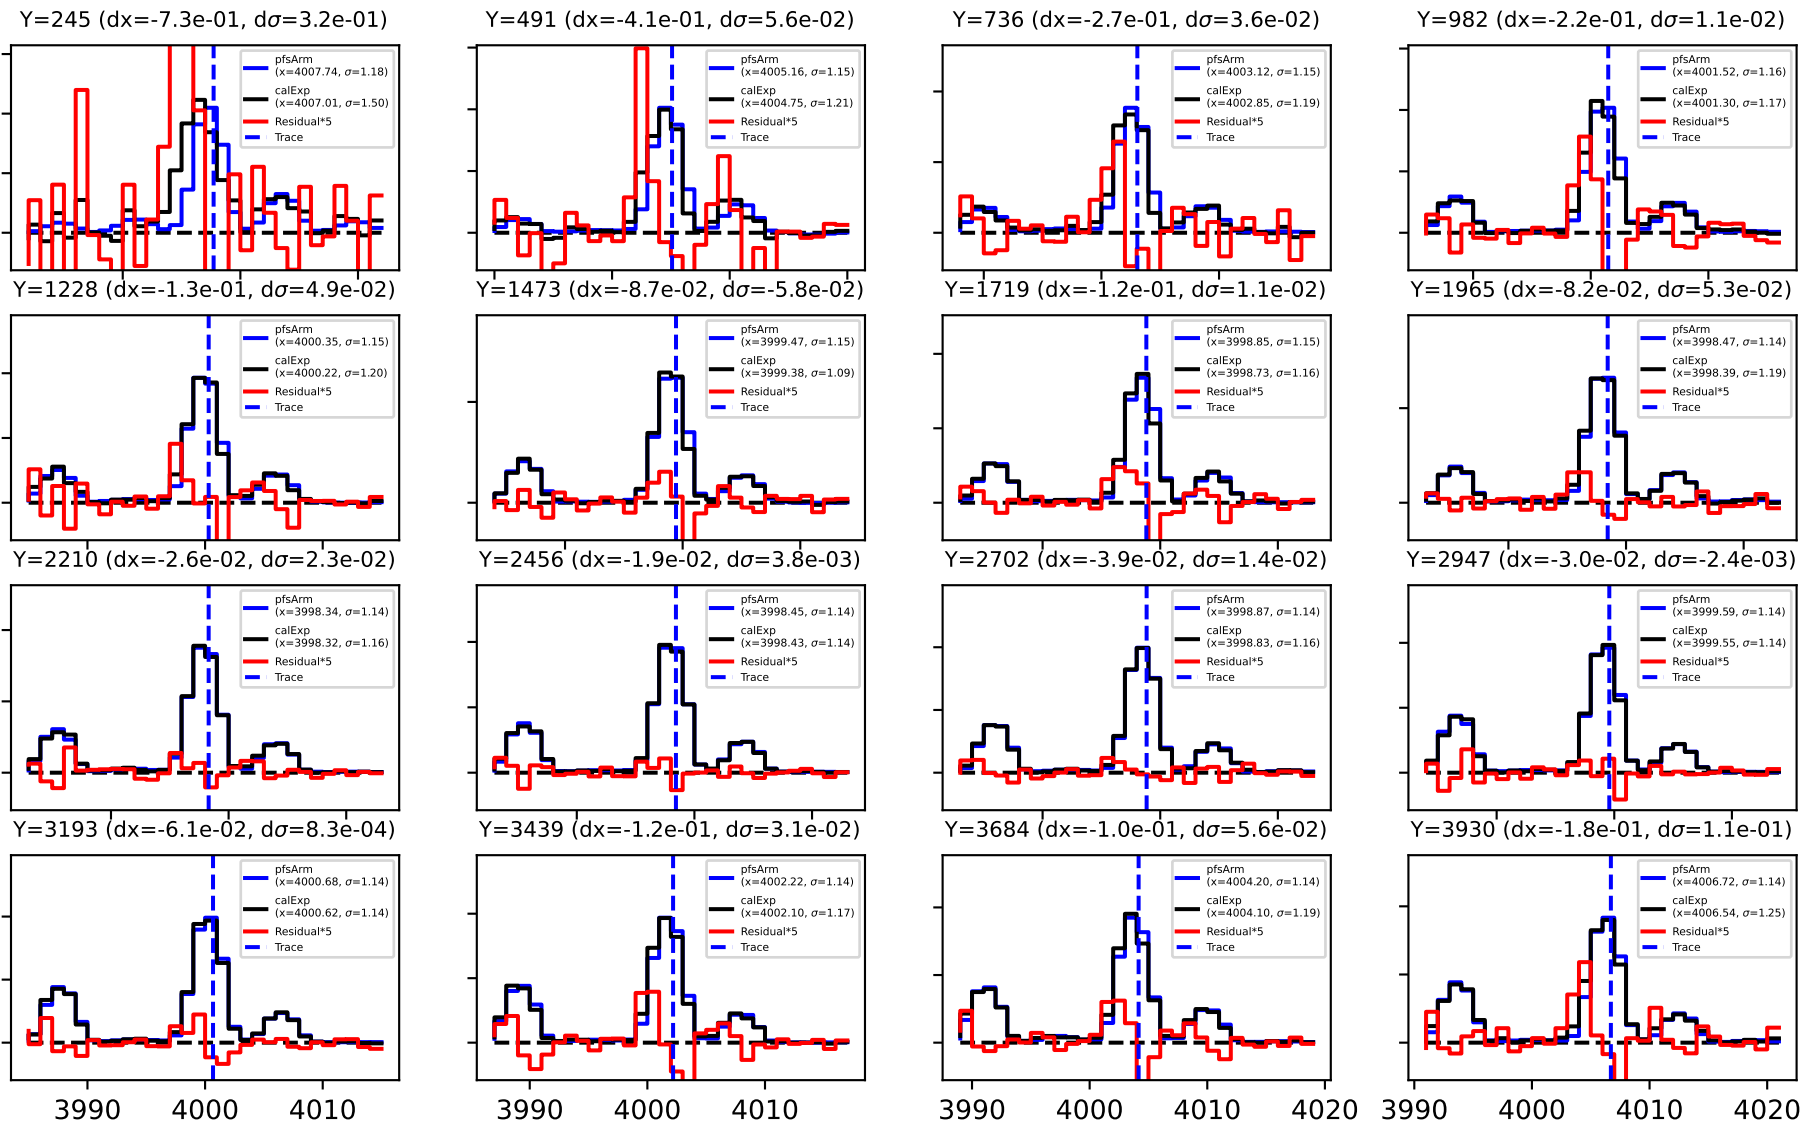 Y=245 (dx=-7.3e-01, dσ=3.2e-01)
pfsArm
(x=4007.74, σ=1.18)
calExp
(x=4007.01, σ=1.50)
Residual*5
Trace
Y=491 (dx=-4.1e-01, dσ=5.6e-02)
pfsArm
(x=4005.16, σ=1.15)
calExp
(x=4004.75, σ=1.21)
Residual*5
Trace
Y=736 (dx=-2.7e-01, dσ=3.6e-02)
pfsArm
(x=4003.12, σ=1.15)
calExp
(x=4002.85, σ=1.19)
Residual*5
Trace
Y=982 (dx=-2.2e-01, dσ=1.1e-02)
pfsArm
(x=4001.52, σ=1.16)
calExp
(x=4001.30, σ=1.17)
Residual*5
Trace
Y=1228 (dx=-1.3e-01, dσ=4.9e-02)
pfsArm
(x=4000.35, σ=1.15)
calExp
(x=4000.22, σ=1.20)
Residual*5
Trace
Y=1473 (dx=-8.7e-02, dσ=-5.8e-02)
pfsArm
(x=3999.47, σ=1.15)
calExp
(x=3999.38, σ=1.09)
Residual*5
Trace
Y=1719 (dx=-1.2e-01, dσ=1.1e-02)
pfsArm
(x=3998.85, σ=1.15)
calExp
(x=3998.73, σ=1.16)
Residual*5
Trace
Y=1965 (dx=-8.2e-02, dσ=5.3e-02)
pfsArm
(x=3998.47, σ=1.14)
calExp
(x=3998.39, σ=1.19)
Residual*5
Trace
Y=2210 (dx=-2.6e-02, dσ=2.3e-02)
pfsArm
(x=3998.34, σ=1.14)
calExp
(x=3998.32, σ=1.16)
Residual*5
Trace
Y=2456 (dx=-1.9e-02, dσ=3.8e-03)
pfsArm
(x=3998.45, σ=1.14)
calExp
(x=3998.43, σ=1.14)
Residual*5
Trace
Y=2702 (dx=-3.9e-02, dσ=1.4e-02)
pfsArm
(x=3998.87, σ=1.14)
calExp
(x=3998.83, σ=1.16)
Residual*5
Trace
Y=2947 (dx=-3.0e-02, dσ=-2.4e-03)
pfsArm
(x=3999.59, σ=1.14)
calExp
(x=3999.55, σ=1.14)
Residual*5
Trace
Y=3193 (dx=-6.1e-02, dσ=8.3e-04)
pfsArm
(x=4000.68, σ=1.14)
calExp
(x=4000.62, σ=1.14)
Residual*5
Trace
Y=3439 (dx=-1.2e-01, dσ=3.1e-02)
pfsArm
(x=4002.22, σ=1.14)
calExp
(x=4002.10, σ=1.17)
Residual*5
Trace
Y=3684 (dx=-1.0e-01, dσ=5.6e-02)
pfsArm
(x=4004.20, σ=1.14)
calExp
(x=4004.10, σ=1.19)
Residual*5
Trace
Y=3930 (dx=-1.8e-01, dσ=1.1e-01)
pfsArm
(x=4006.72, σ=1.14)
calExp
(x=4006.54, σ=1.25)
Residual*5
Trace
3990 4000 4010
3990 4000 4010
3990 4000 4010 4020
3990 4000 4010 4020